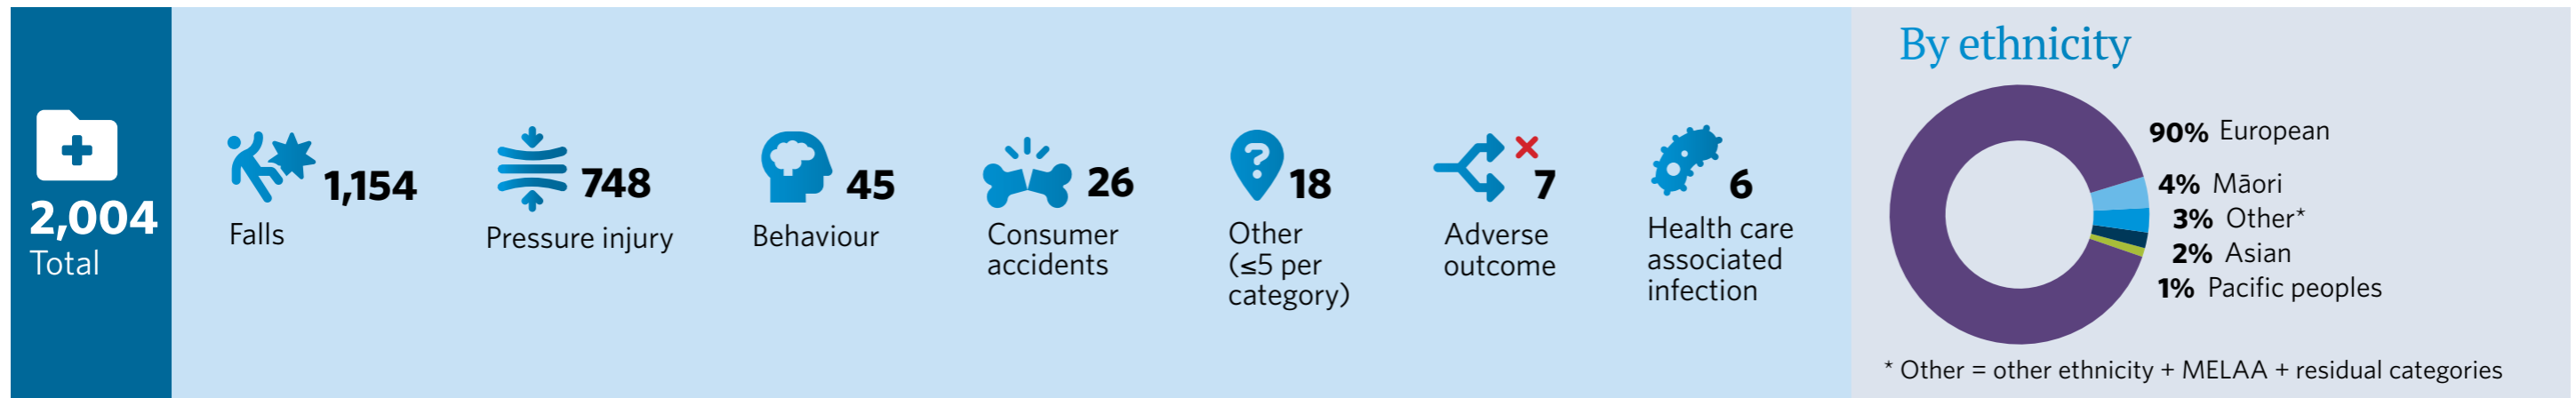 2,004
Total
1,154
Falls
748
Pressure injury
45
Behaviour
26
Consumer
accidents
?
18
Other
(≤5 per
category)
7
Adverse
outcome
6
Health care
associated
infection
By ethnicity
90% European
4% Māori
3% Other*
2% Asian
1% Pacific peoples
* Other = other ethnicity + MELAA + residual categories